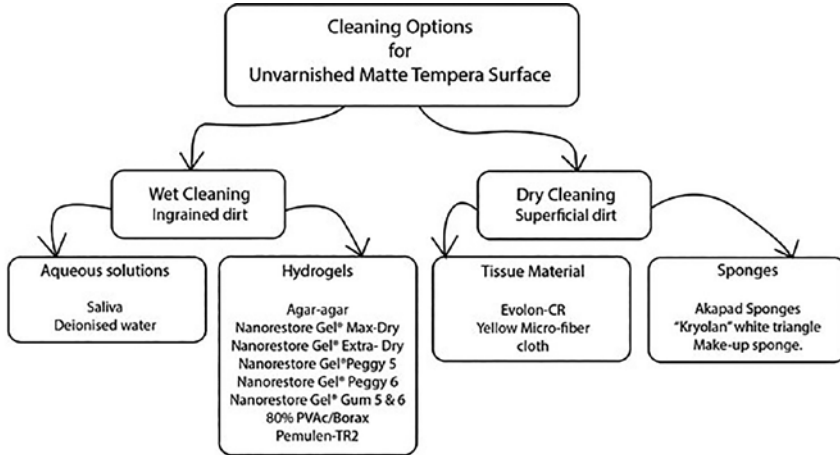 Cleaning Options
for
Unvarnished Matte Tempera Surface
Wet Cleaning
Ingrained dirt
Dry Cleaning
Superficial dirt
Aqueous solutions
Saliva
Deionised water
Hydrogels
Agar-agar
Nanorestore Gel® Max-Dry
Nanorestore Gel® Extra- Dry
Nanorestore Gel®Peggy 5
Nanorestore Gel® Peggy 6
Nanorestore Gel® Gum 5 & 6
80% PVAc/Borax
Pemulen-TR2
Tissue Material
Evolon-CR
Yellow Micro-fiber
cloth
Sponges
Akapad Sponges
"Kryolan" white triangle
Make-up sponge.